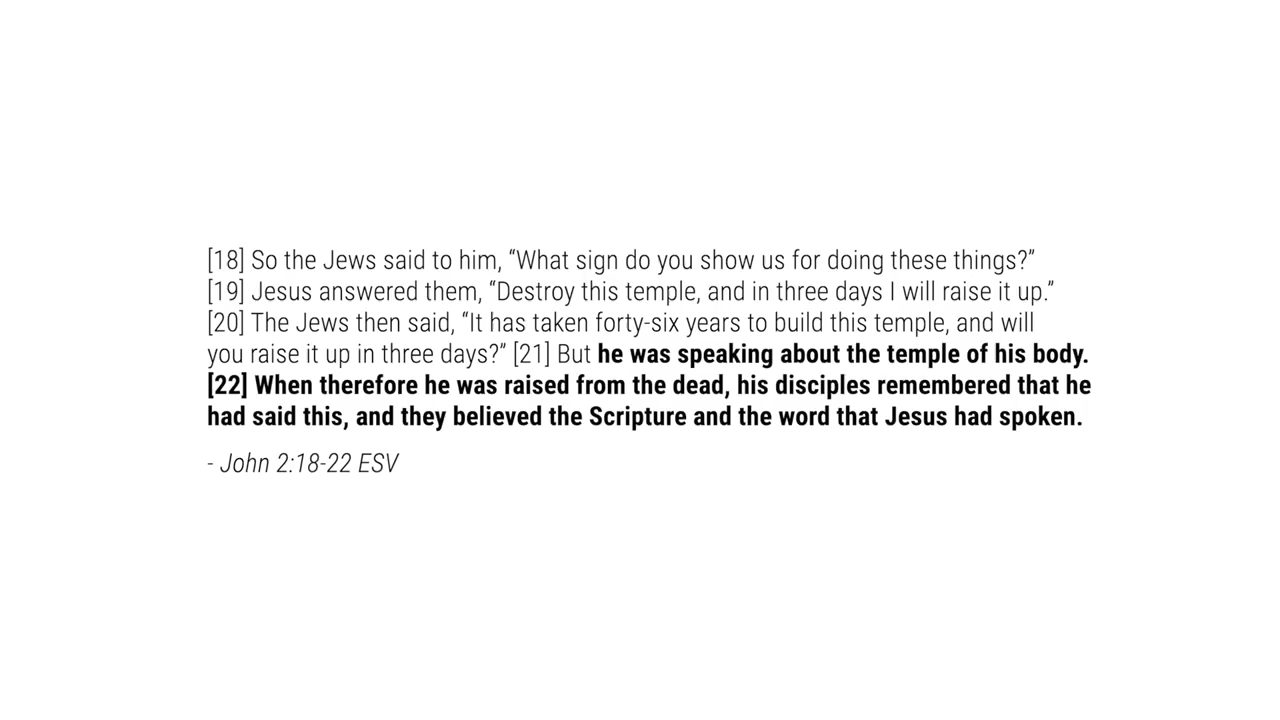 [18] So the Jews said to him, “What sign do you show us for doing these things?”
[19] Jesus answered them, “Destroy this temple, and in three days I will raise it up.”
[20] The Jews then said, “It has taken forty-six years to build this temple, and will
you raise it up in three days?” [21] But he was speaking about the temple of his body.
[22] When therefore he was raised from the dead, his disciples remembered that he
had said this, and they believed the Scripture and the word that Jesus had spoken.
- John 2:18-22 ESV